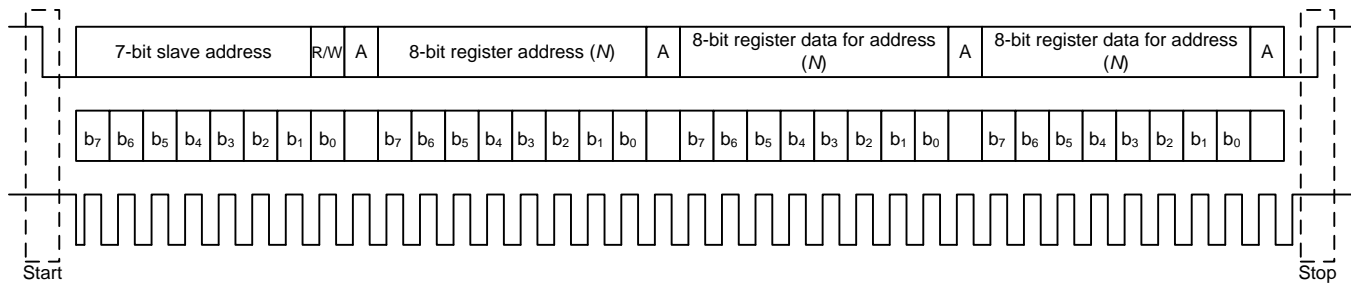 7-bit slave address R/W A 8-bit register address (N) A 8-bit register data for address (N) A 8-bit register data for address (N) A
b7 b6 b5 b4 b3 b2 b1 b0 b7 b6 b5 b4 b3 b2 b1 b0 b7 b6 b5 b4 b3 b2 b1 b0 b7 b6 b5 b4 b3 b2 b1 b0
Start Stop